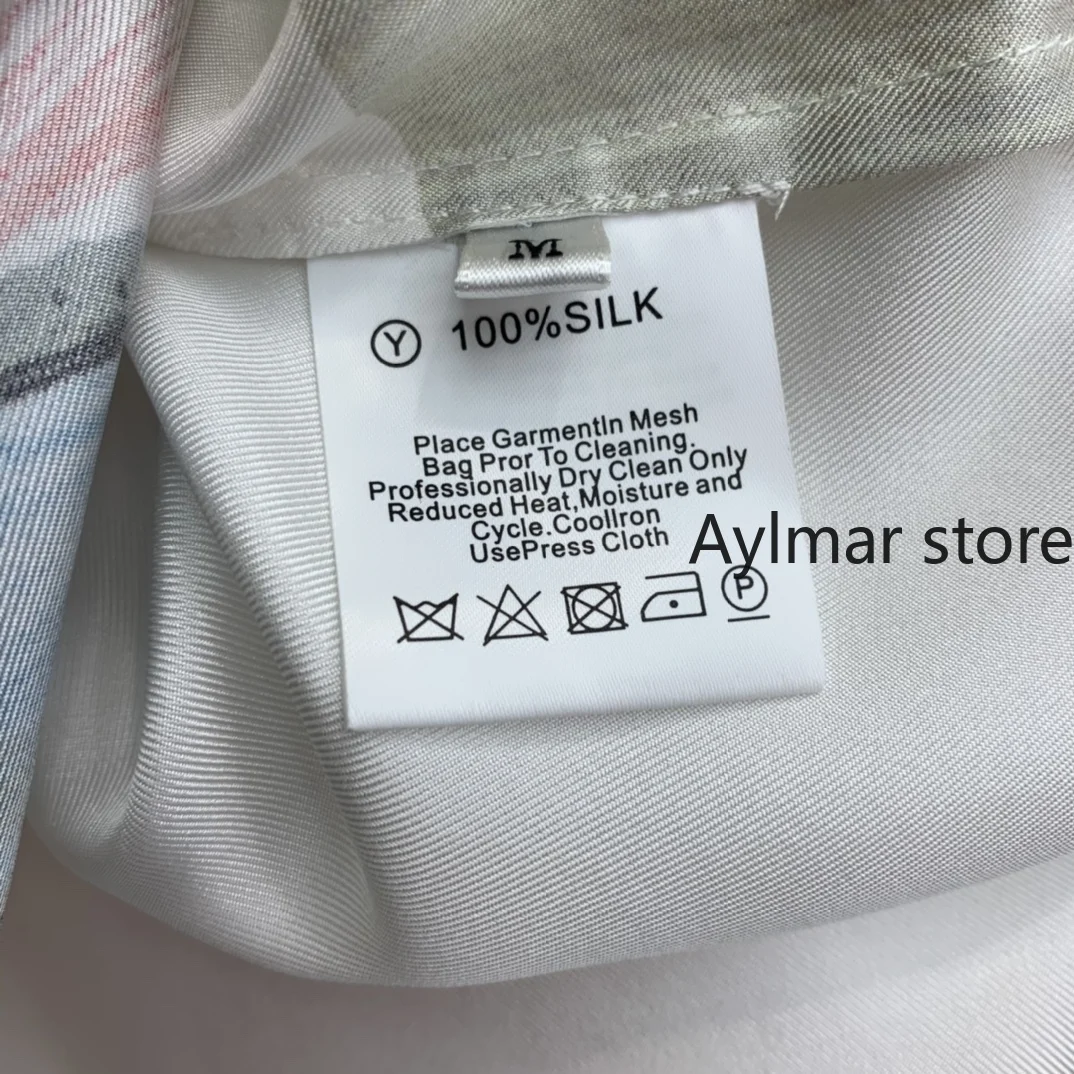 M
Y 100%SILK
Place GarmentIn Mesh
Bag Pror To Cleaning.
Professionally Dry Clean Only
Reduced Heat,Moisture and
Cycle.CoolIron
UsePress Cloth
Aylmar store
P